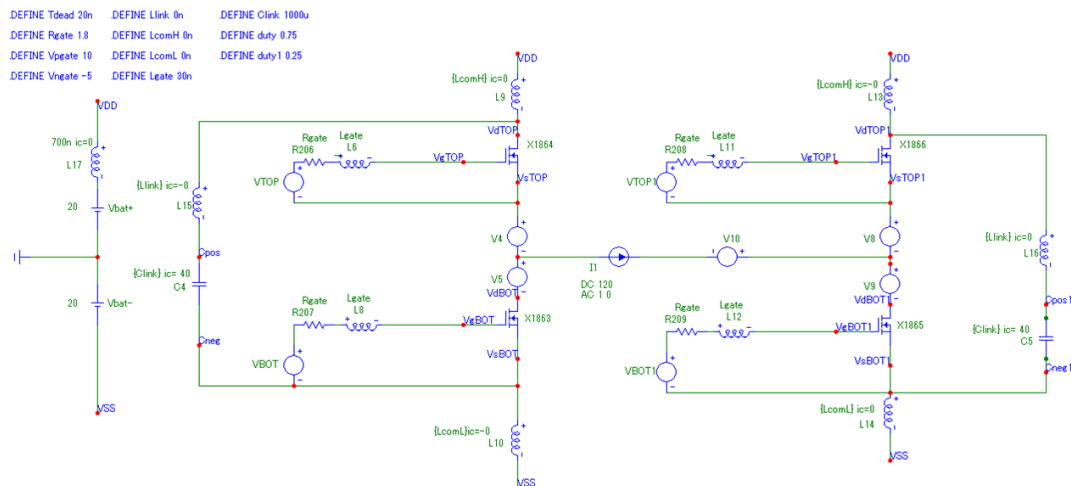 .DEFINE Tdead 20n .DEFINE Llink 0n .DEFINE Clink 1000u
.DEFINE Rgate 1.8 .DEFINE LcomH 0n .DEFINE duty 0.75
.DEFINE Vpgate 10 .DEFINE LcomL 0n .DEFINE duty1 0.25
.DEFINE Vngate -5 .DEFINE Lgate 30n
VDD
700n ic=0
L17
20
Vbat+
20
Vbat-
VSS
{Llink} ic=-0
L15
Cpos
{Clink} ic= 40
C4
Cneg
VDD
{LcomH} ic=0
L9
VdTOP
Rgate
R206
Lgate
L6
VgTOP
X1864
VTOP
VsTOP
V4
V5
VdBOT
Rgate
R207
Lgate
L8
VgBOT
X1863
VBOT
VsBOT
{LcomL}ic=-0
L10
VSS
I1
DC 120
AC 1 0
V10
VDD
{LcomH} ic=-0
L13
VdTOP1
Rgate
R208
Lgate
L11
VgTOP1
X1866
VTOP1
VsTOP1
V8
V9
VdBOT1
Rgate
R209
Lgate
L12
VgBOT1
X1865
VBOT1
VsBOT1
{LcomL} ic=0
L14
VSS
{Llink} ic=0
L16
Cpos1
{Clink} ic= 40
C5
Cneg1